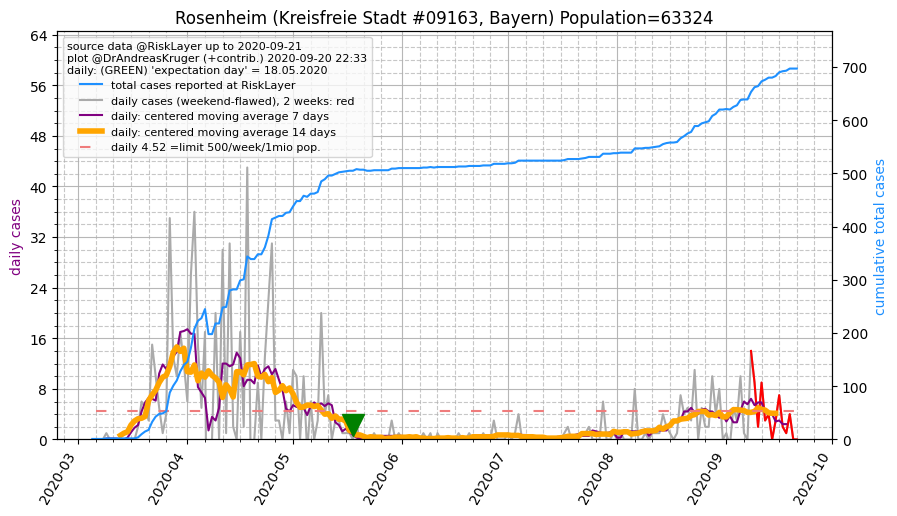 Rosenheim (Kreisfreie Stadt #09163, Bayern) Population=63324
source data @RiskLayer up to 2020-09-21
plot @DrAndreasKruger (+contrib.) 2020-09-20 22:33
daily: (GREEN) 'expectation day' = 18.05.2020
total cases reported at RiskLayer
daily cases (weekend-flawed), 2 weeks: red
daily: centered moving average 7 days
daily: centered moving average 14 days
daily 4.52 =limit 500/week/1mio pop.
daily cases
64
56
48
40
32
24
16
8
0
cumulative total cases
700
600
500
400
300
200
100
0
2020-03
2020-04
2020-05
2020-06
2020-07
2020-08
2020-09
2020-10